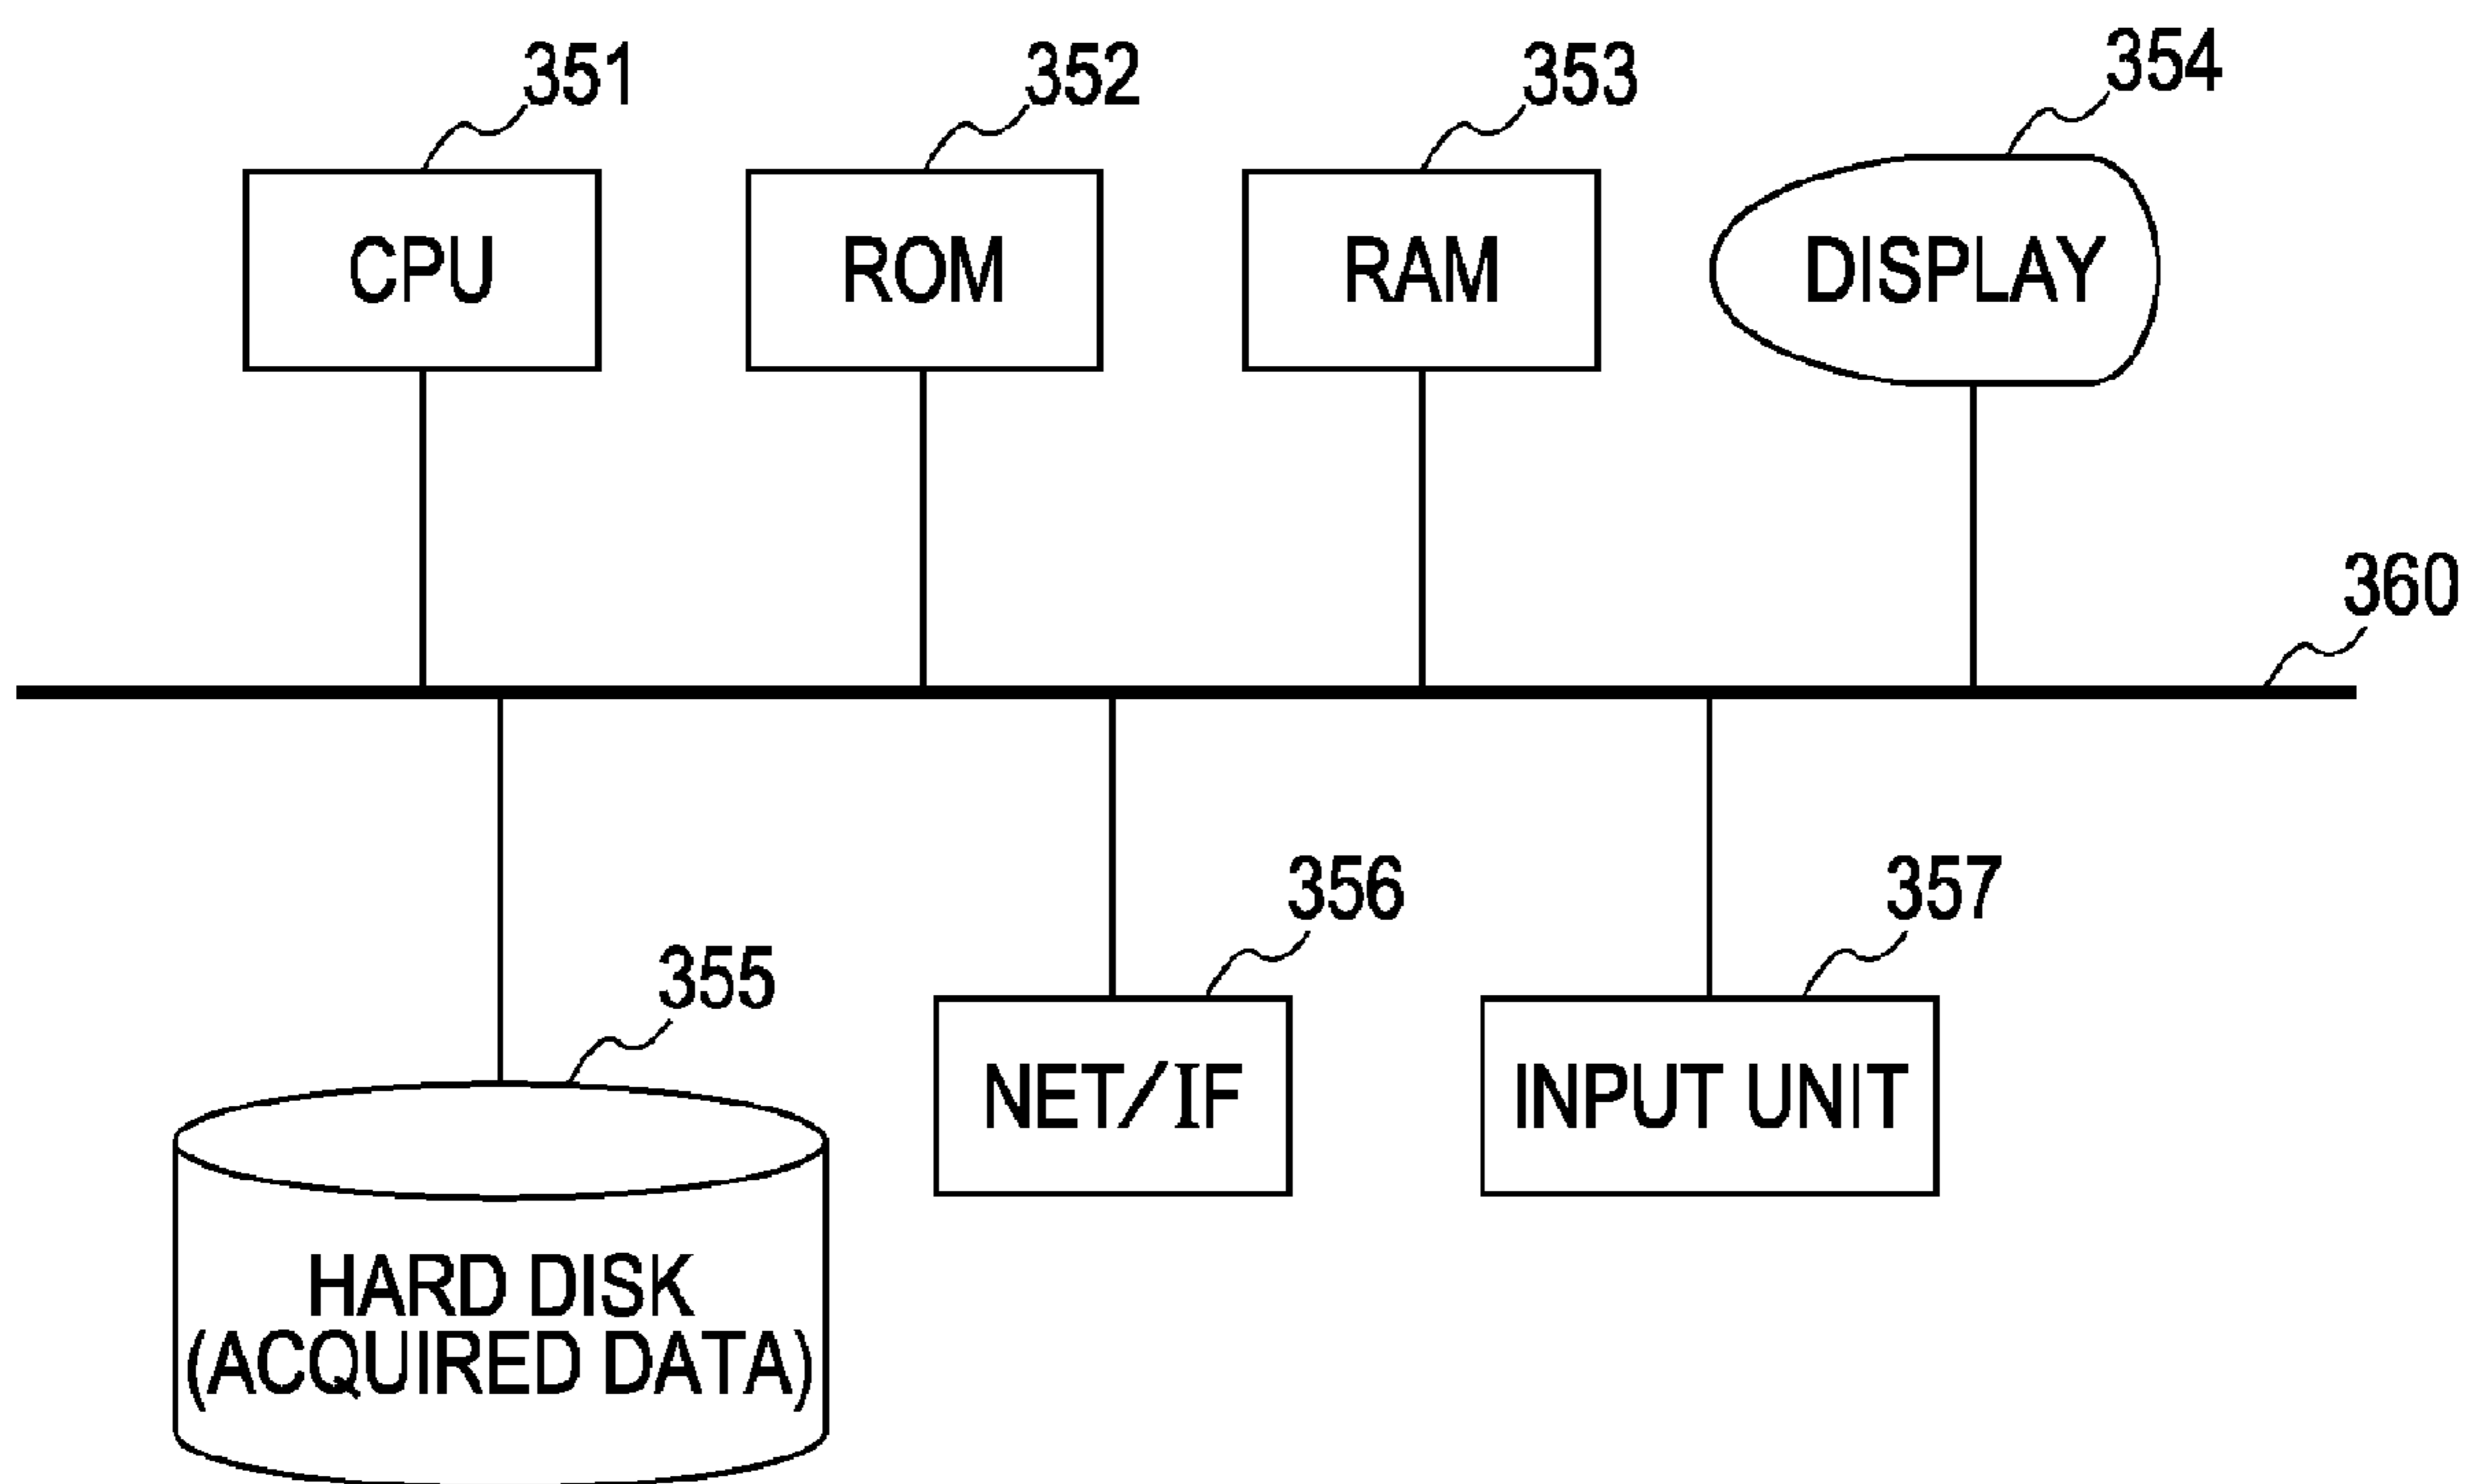 351
352
353
354
CPU
ROM
RAM
DISPLAY
360
355
356
357
HARD DISK
(ACQUIRED DATA)
NET/IF
INPUT UNIT